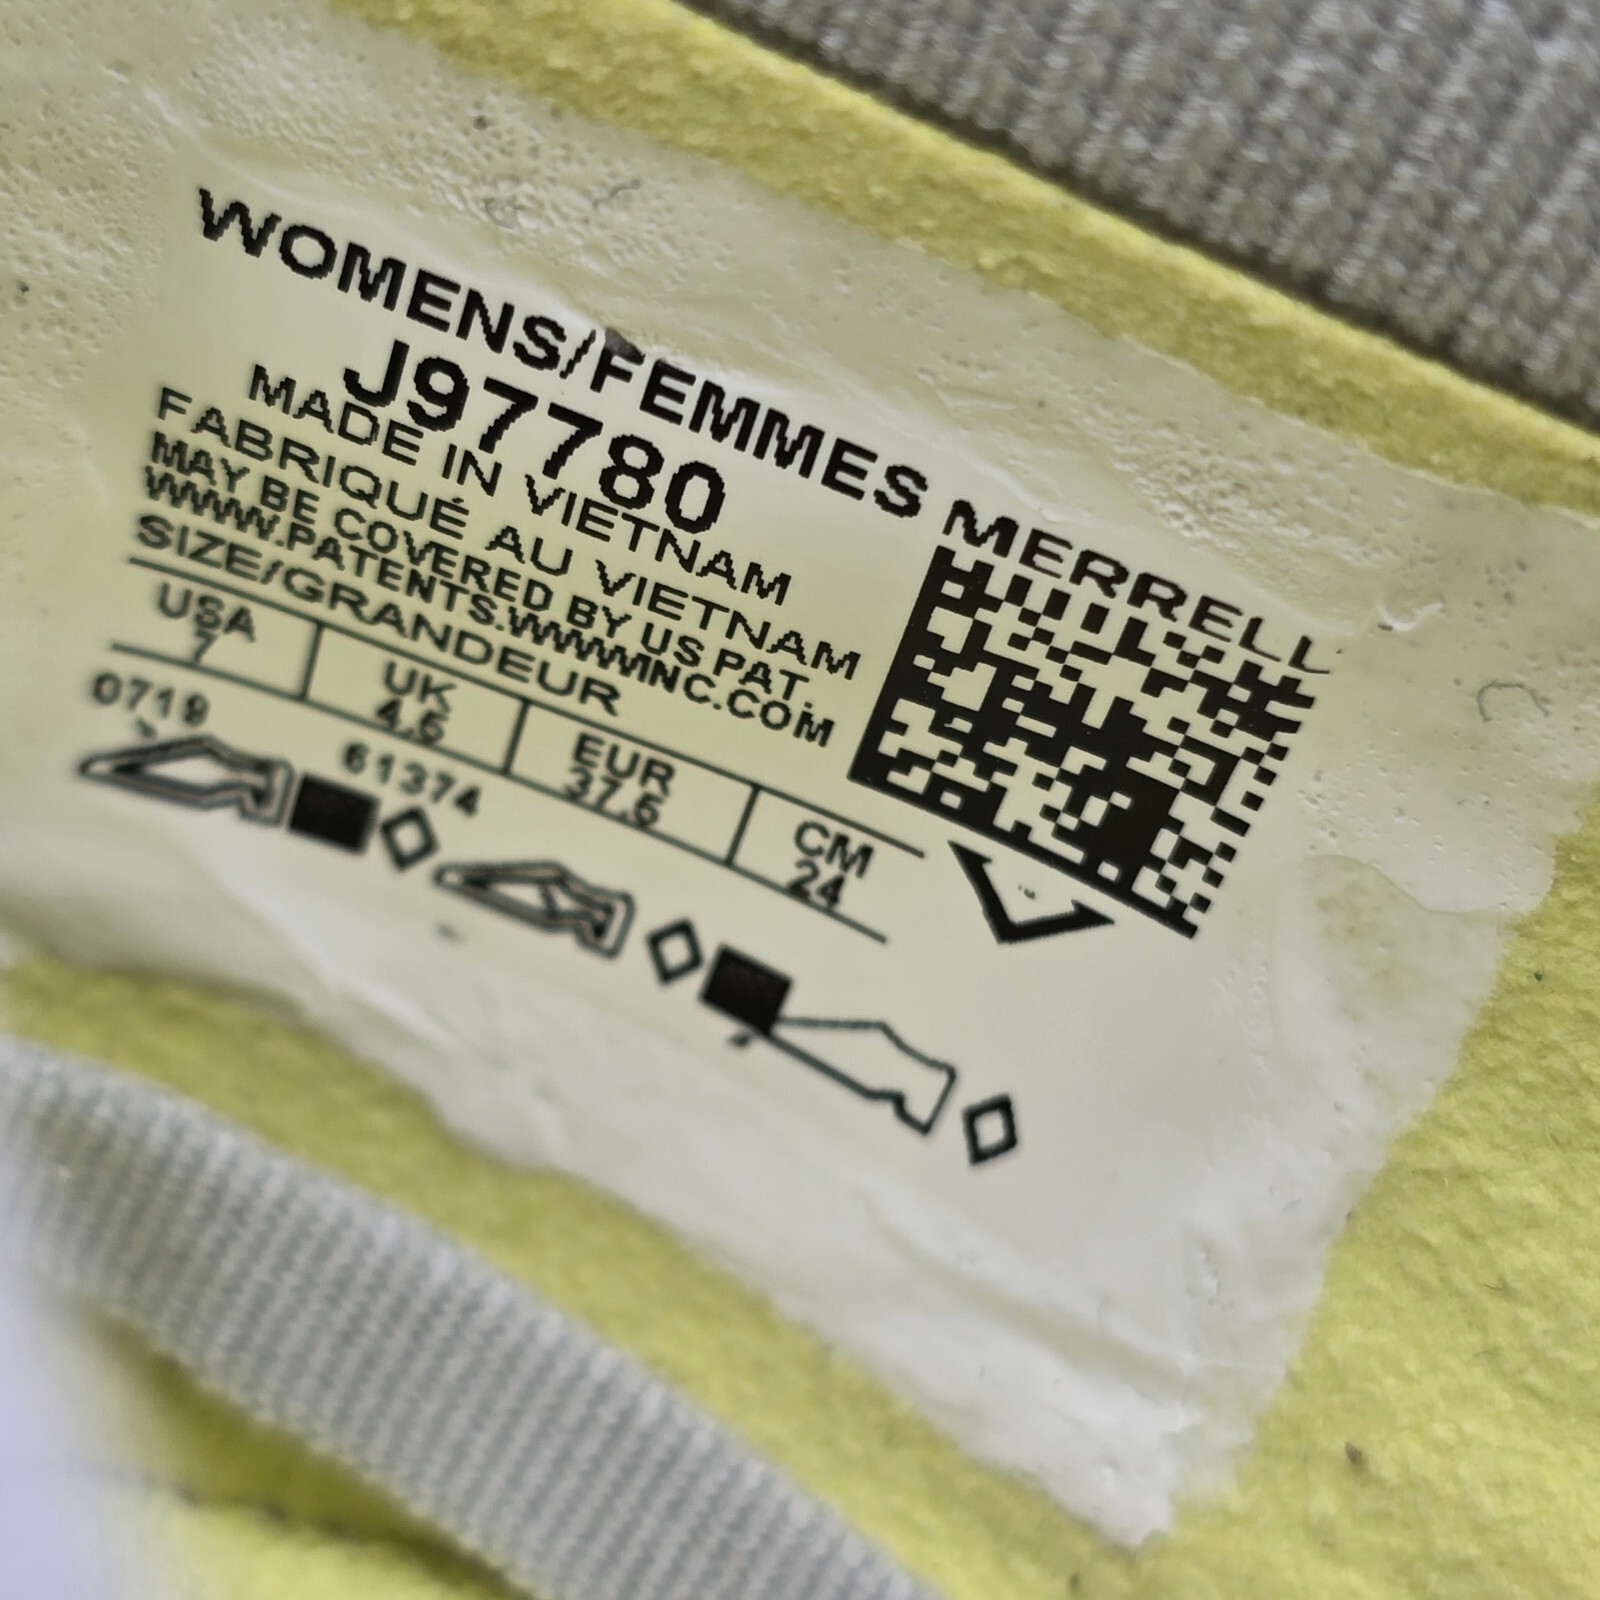 WOMENS/FEMMES MERRELL
J97780
MADE IN VIETNAM
FABRIQUÉ AU VIETNAM
MAY BE COVERED BY US PAT.
WWW.PATENTS.WWWINC.COM
SIZE/GRANDEUR
USA UK EUR CM
7 4.5 37.5 24
0719 61374